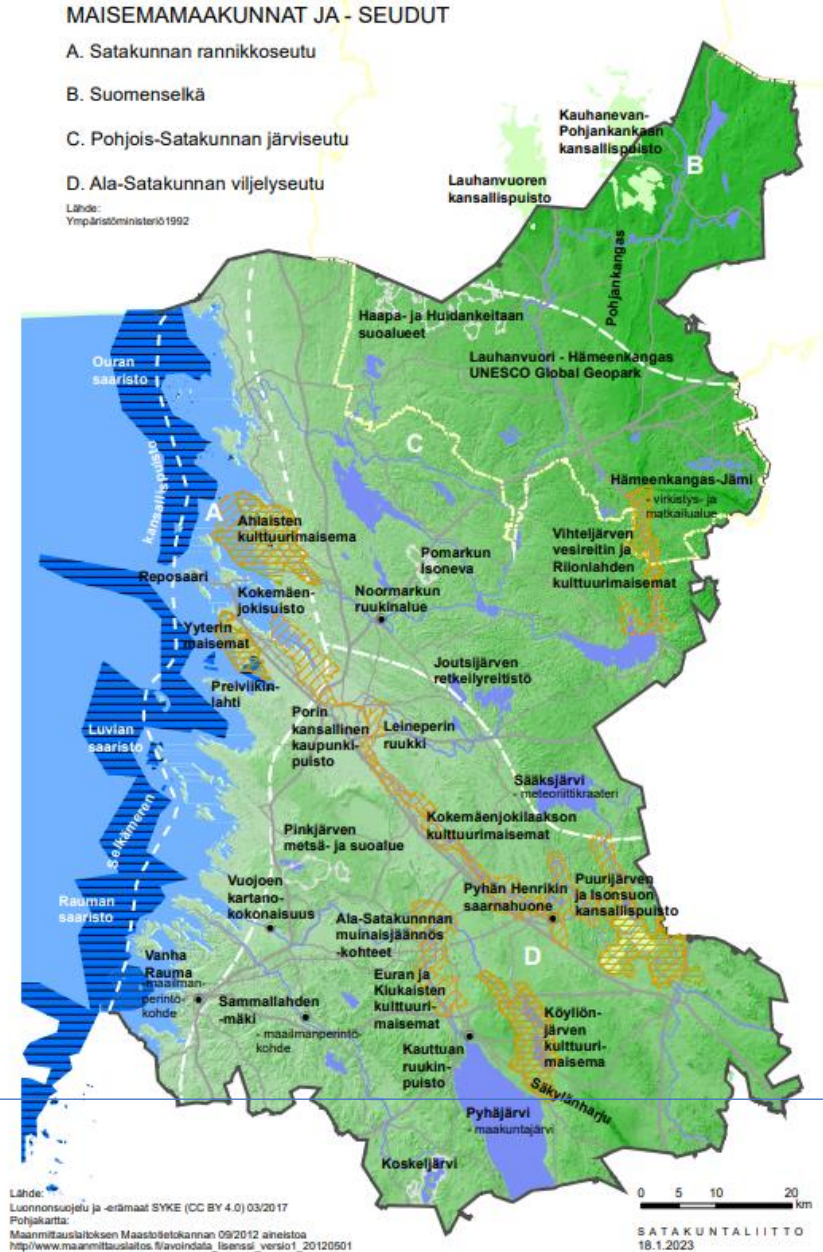 MAISEMAMAAKUNNAT JA - SEUDUT
A. Satakunnan rannikkoseutu
B. Suomenselkä
C. Pohjois-Satakunnan järviseutu
D. Ala-Satakunnan viljelyseutu
Lähde:
Ympäristöministeriö1992
Kauhanevan-
Pohjankankaan
kansallispuisto
B
Lauhanvuoren
kansallispuisto
Pohjankangas
Haapa- ja Huidankeitaan
suoalueet
Lauhanvuori - Hämeenkangas
UNESCO Global Geopark
Ouran
saaristo
C
kansallispuisto
Hämeenkangas-Jämi
- virkistys- ja
matkailualue
A
Ahlaisten
kulttuurimaisema
Vihteljärven
vesireitin ja
Riionlahden
kulttuurimaisemat
Pomarkun
Isoneva
Reposaari
Kokemäen-
jokisuisto
Noormarkun
ruukinalue
Yyterin
maisemat
Joutsijärven
retkeilyreitistö
Preiviikin-
lahti
Porin
kansallinen
kaupunki-
puisto
Leineperin
ruukki
Luvian
saaristo
Sääksjärvi
- meteoriittikraateri
Selkämeren
Kokemäenjokilaakson
kulttuurimaisemat
Pinkjärven
metsä- ja suoalue
Rauman
saaristo
Vuojoen
kartano-
kokonaisuus
Pyhän Henrikin
saarnahuone
Puurijärven
ja Isonsuon
kansallispuisto
Ala-Satakunnnan
muinaisjäännös
-kohteet
D
Vanha
Rauma
-maailman-
perintö-
kohde
Sammallahden
-mäki
- maailmanperintö-
kohde
Euran ja
Kiukaisten
kulttuuri-
maisemat
Köyliön-
järven
kulttuuri-
maisema
Kauttuan
ruukin-
puisto
Säkylänharju
Pyhäjärvi
- maakuntajärvi
Koskeljärvi
Lähde:
Luonnonsuojelu ja -erämaat SYKE (CC BY 4.0) 03/2017
Pohjakartta:
Maanmittauslaitoksen Maastotietokannan 09/2012 aineistoa
http//www.maanmittauslaitos.fi/avoindata_lisenssi_versio1_20120501
0 5 10 20
km
SATAKUNTALIITTO
18.1.2023